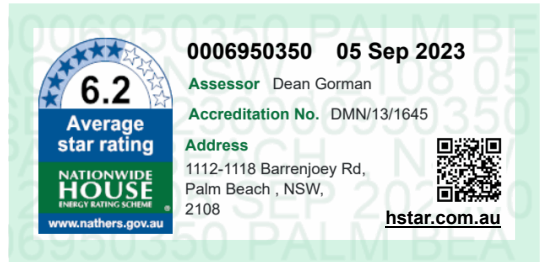 0006950350 05 Sep 2023
Assessor Dean Gorman
Accreditation No. DMN/13/1645
Address
1112-1118 Barrenjoey Rd,
Palm Beach , NSW,
2108
hstar.com.au
6.2
Average
star rating
NATIONWIDE
HOUSE
ENERGY RATING SCHEME ®
www.nathers.gov.au